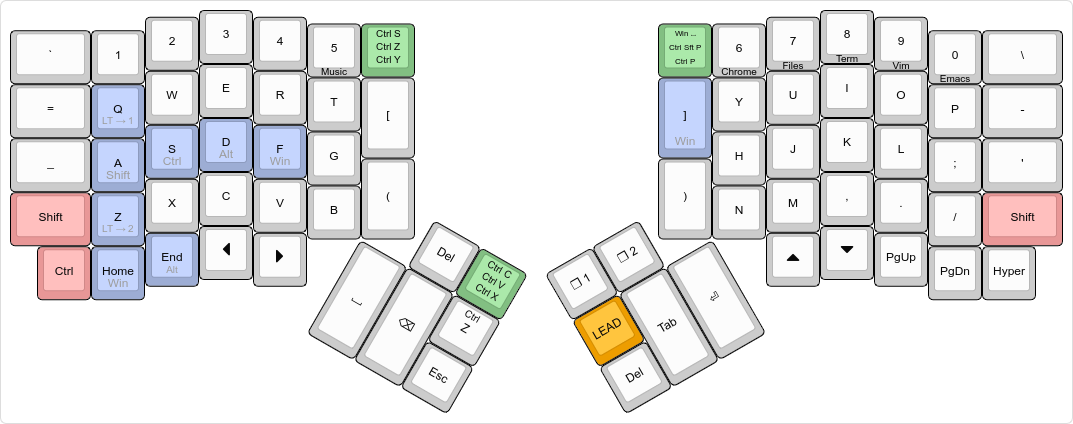 ` 1 2 3 4 5 Ctrl S
Ctrl Z
Ctrl Y
Music
= Q W E R T [
LT → 1
_ A S D F G
Shift Ctrl Alt Win
Shift Z X C V B (
LT → 2
Ctrl Home End
Win Alt
Del Ctrl C
Ctrl V
Ctrl X
Ctrl
Z
Esc
Win ...
Ctrl Sft P
Ctrl P
6 7 8 9 0 \
Chrome Files Term Vim Emacs
] Y U I O P -
Win
H J K L ; '
) N M , . / Shift
PgUp PgDn Hyper
❐ 1 ❐ 2
LEAD Tab
Del